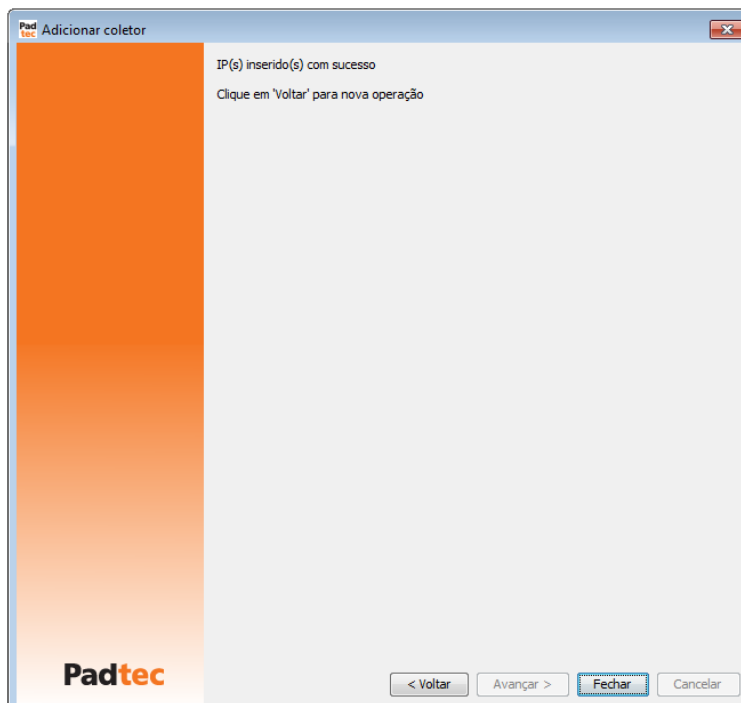 Pad
tec
Adicionar coletor
IP(s) inserido(s) com sucesso
Clique em 'Voltar' para nova operação
Padtec
< Voltar
Avançar >
Fechar
Cancelar